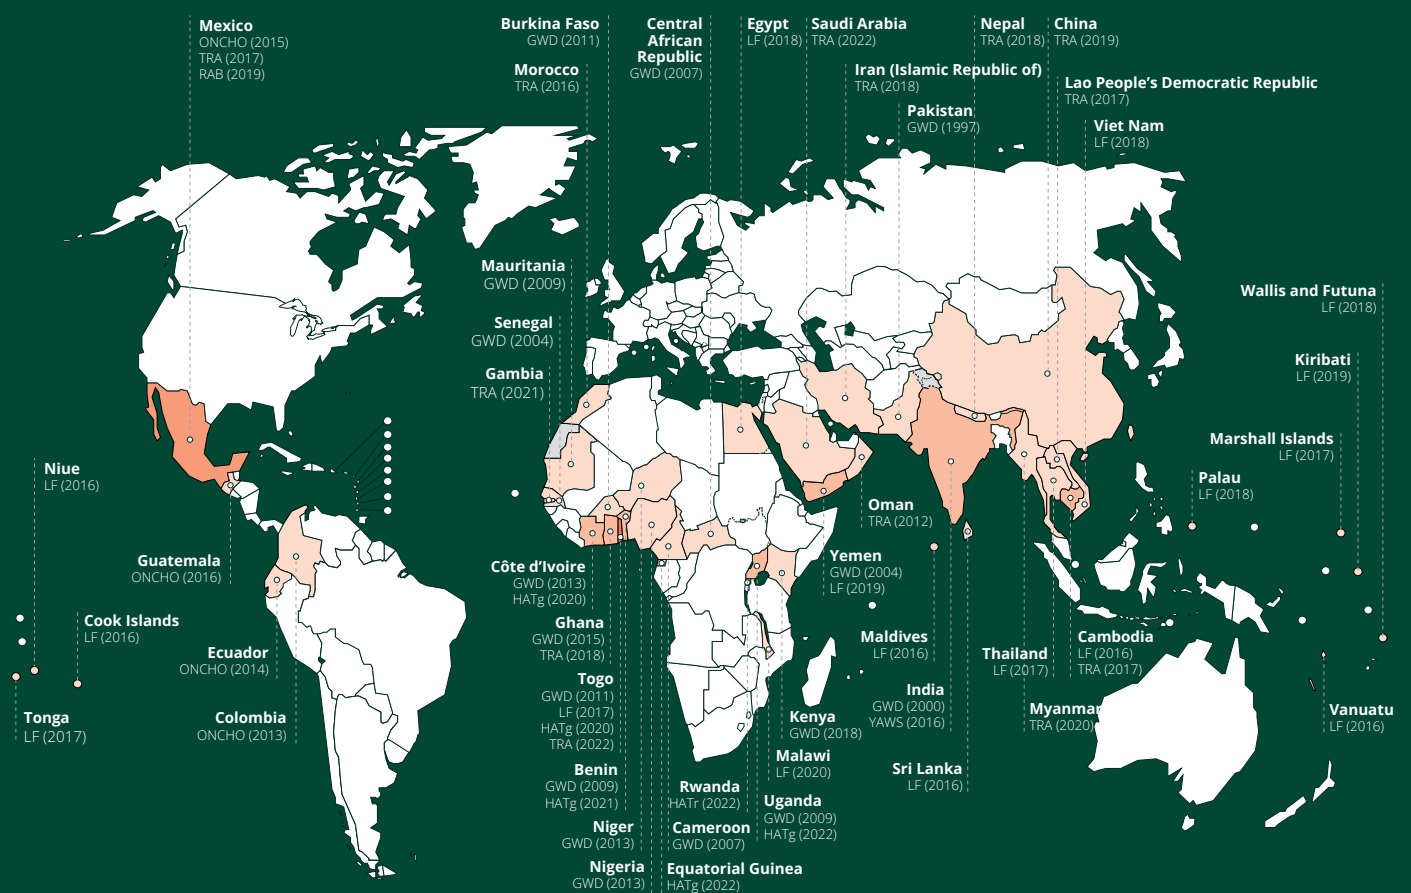 Mexico
ONCHO (2015)
TRA (2017)
RAB (2019)
Burkina Faso
GWD (2011)
Morocco
TRA (2016)
Central
African
Republic
GWD (2007)
Egypt
LF (2018)
Saudi Arabia
TRA (2022)
Iran (Islamic Republic of)
TRA (2018)
Pakistan
GWD (1997)
Nepal
TRA (2018)
China
TRA (2019)
Lao People's Democratic Republic
TRA (2017)
Viet Nam
LF (2018)
Mauritania
GWD (2009)
Senegal
GWD (2004)
Gambia
TRA (2021)
Wallis and Futuna
LF (2018)
Kiribati
LF (2019)
Marshall Islands
LF (2017)
Palau
LF (2018)
Niue
LF (2016)
Cook Islands
LF (2016)
Tonga
LF (2017)
Guatemala
ONCHO (2016)
Ecuador
ONCHO (2014)
Colombia
ONCHO (2013)
Côte d'Ivoire
GWD (2013)
HATg (2020)
Ghana
GWD (2015)
TRA (2018)
Togo
GWD (2011)
LF (2017)
HATg (2020)
TRA (2022)
Benin
GWD (2009)
HATg (2021)
Niger
GWD (2013)
Nigeria
GWD (2013)
Rwanda
HATr (2022)
Cameroon
GWD (2007)
Equatorial Guinea
HATg (2022)
Uganda
GWD (2009)
HATg (2022)
Malawi
LF (2020)
Kenya
GWD (2018)
Oman
TRA (2012)
Yemen
GWD (2004)
LF (2019)
Maldives
LF (2016)
India
GWD (2000)
YAWS (2016)
Sri Lanka
LF (2016)
Thailand
LF (2017)
Cambodia
LF (2016)
TRA (2017)
Myanmar
TRA (2020)
Vanuatu
LF (2016)